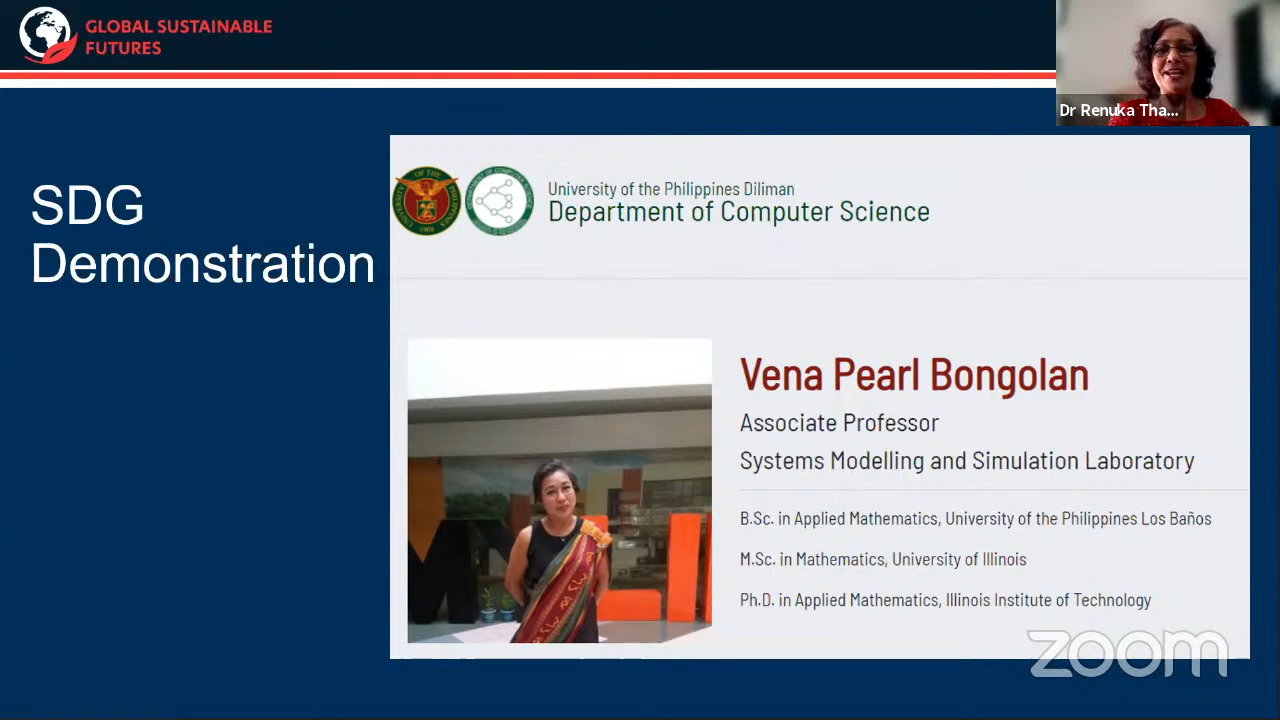 GLOBAL SUSTAINABLE
FUTURES
Dr Renuka Tha...
SDG
Demonstration
University of the Philippines Diliman
Department of Computer Science
Vena Pearl Bongolan
Associate Professor
Systems Modelling and Simulation Laboratory
B.Sc. in Applied Mathematics, University of the Philippines Los Baños
M.Sc. in Mathematics, University of Illinois
Ph.D. in Applied Mathematics, Illinois Institute of Technology
zoom